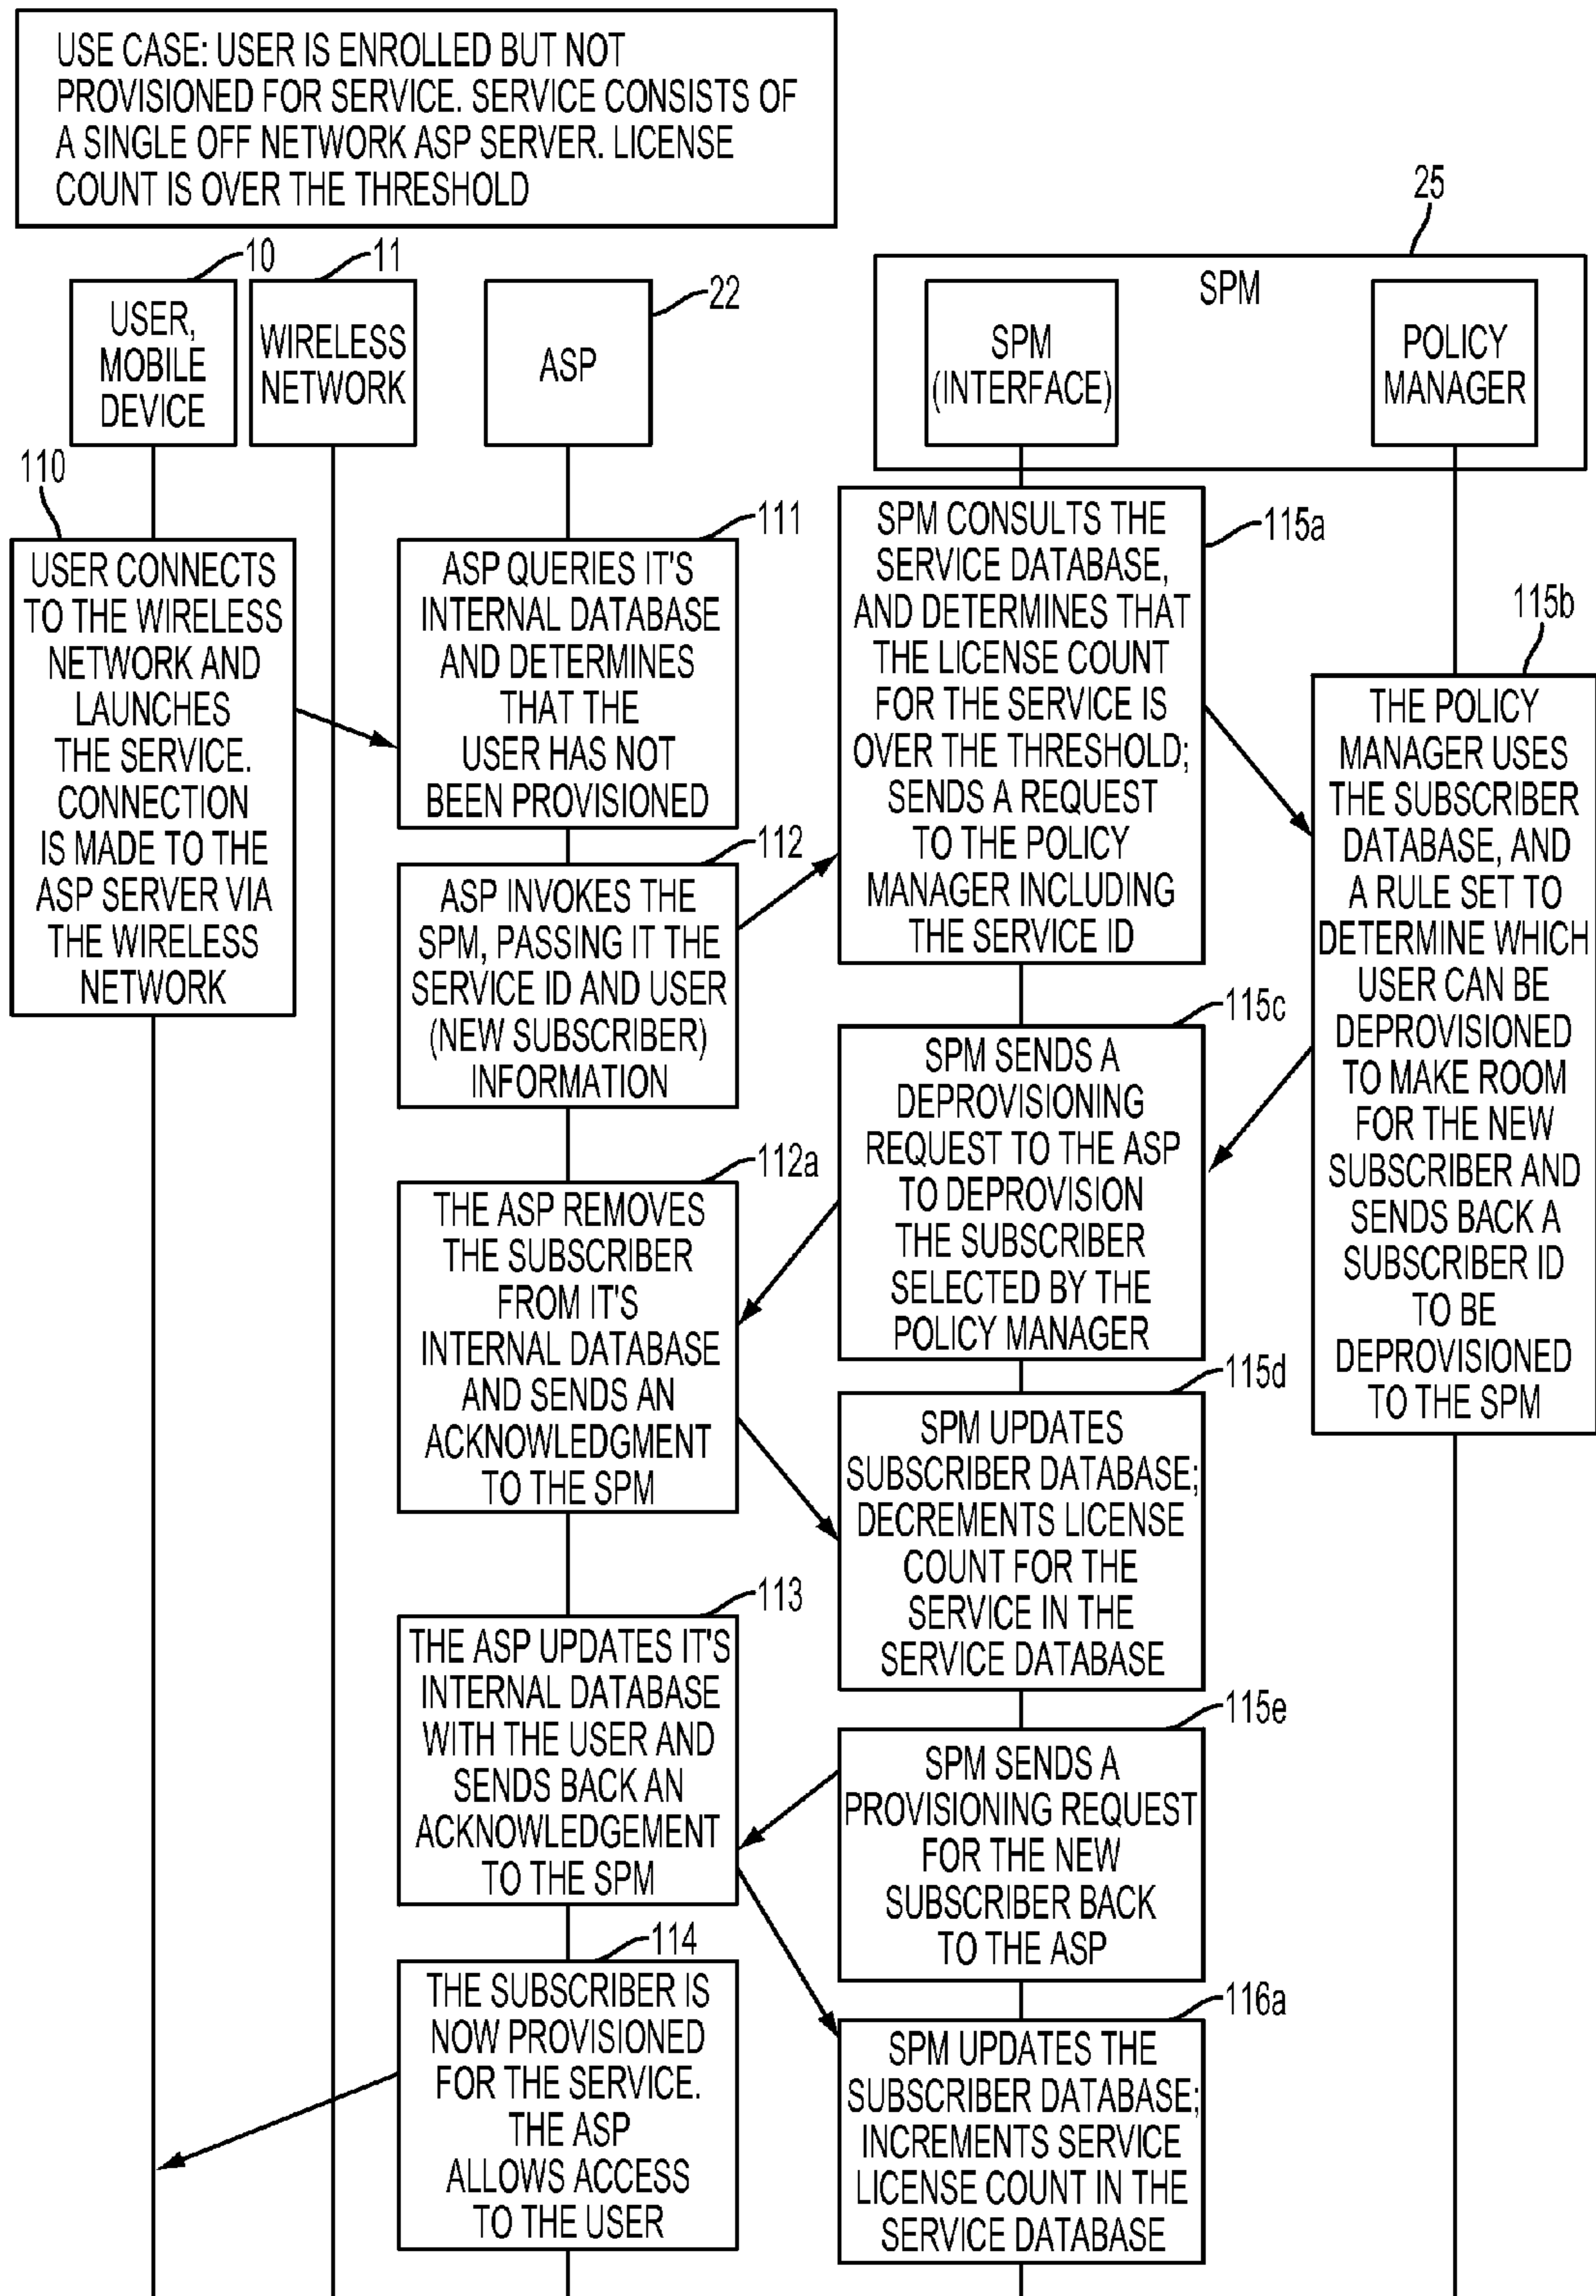 USE CASE: USER IS ENROLLED BUT NOT
PROVISIONED FOR SERVICE. SERVICE CONSISTS OF
A SINGLE OFF NETWORK ASP SERVER. LICENSE
COUNT IS OVER THE THRESHOLD
10
USER,
MOBILE
DEVICE
11
WIRELESS
NETWORK
22
ASP
25
SPM
SPM
(INTERFACE)
POLICY
MANAGER
110
USER CONNECTS
TO THE WIRELESS
NETWORK AND
LAUNCHES
THE SERVICE.
CONNECTION
IS MADE TO THE
ASP SERVER VIA
THE WIRELESS
NETWORK
111
ASP QUERIES IT'S
INTERNAL DATABASE
AND DETERMINES
THAT THE
USER HAS NOT
BEEN PROVISIONED
112
ASP INVOKES THE
SPM, PASSING IT THE
SERVICE ID AND USER
(NEW SUBSCRIBER)
INFORMATION
115a
SPM CONSULTS THE
SERVICE DATABASE,
AND DETERMINES THAT
THE LICENSE COUNT
FOR THE SERVICE IS
OVER THE THRESHOLD;
SENDS A REQUEST
TO THE POLICY
MANAGER INCLUDING
THE SERVICE ID
115b
THE POLICY
MANAGER USES
THE SUBSCRIBER
DATABASE, AND
A RULE SET TO
DETERMINE WHICH
USER CAN BE
DEPROVISIONED
TO MAKE ROOM
FOR THE NEW
SUBSCRIBER AND
SENDS BACK A
SUBSCRIBER ID
TO BE
DEPROVISIONED
TO THE SPM
115c
SPM SENDS A
DEPROVISIONING
REQUEST TO THE ASP
TO DEPROVISION
THE SUBSCRIBER
SELECTED BY THE
POLICY MANAGER
112a
THE ASP REMOVES
THE SUBSCRIBER
FROM IT'S
INTERNAL DATABASE
AND SENDS AN
ACKNOWLEDGMENT
TO THE SPM
115d
SPM UPDATES
SUBSCRIBER DATABASE;
DECREMENTS LICENSE
COUNT FOR THE
SERVICE IN THE
SERVICE DATABASE
115e
SPM SENDS A
PROVISIONING REQUEST
FOR THE NEW
SUBSCRIBER BACK
TO THE ASP
113
THE ASP UPDATES IT'S
INTERNAL DATABASE
WITH THE USER AND
SENDS BACK AN
ACKNOWLEDGEMENT
TO THE SPM
116a
SPM UPDATES THE
SUBSCRIBER DATABASE;
INCREMENTS SERVICE
LICENSE COUNT IN THE
SERVICE DATABASE
114
THE SUBSCRIBER IS
NOW PROVISIONED
FOR THE SERVICE.
THE ASP
ALLOWS ACCESS
TO THE USER